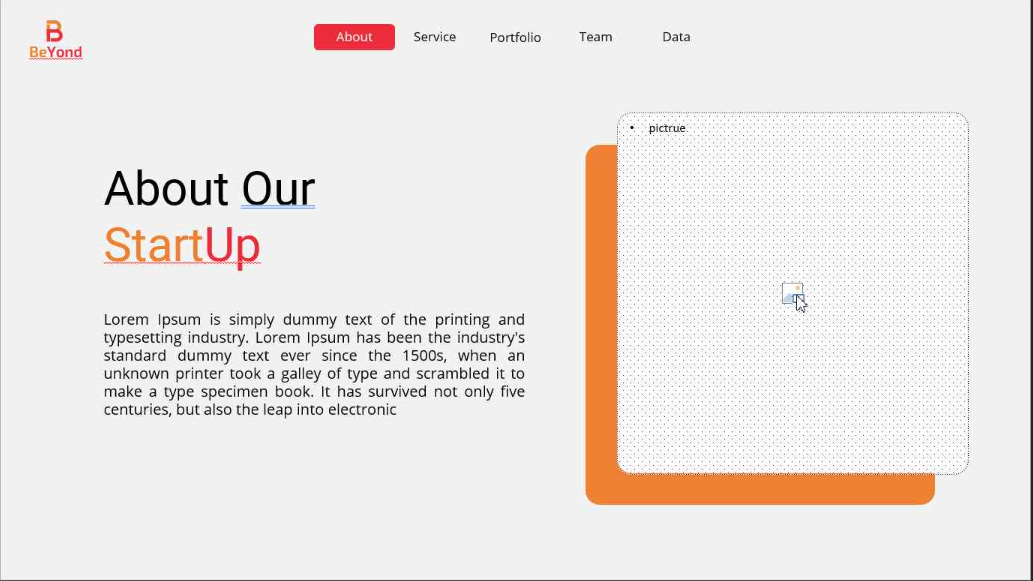 B
BeYond
About
Service
Portfolio
Team
Data
• pictrue
About Our
StartUp
Lorem Ipsum is simply dummy text of the printing and
typesetting industry. Lorem Ipsum has been the industry's
standard dummy text ever since the 1500s, when an
unknown printer took a galley of type and scrambled it to
make a type specimen book. It has survived not only five
centuries, but also the leap into electronic